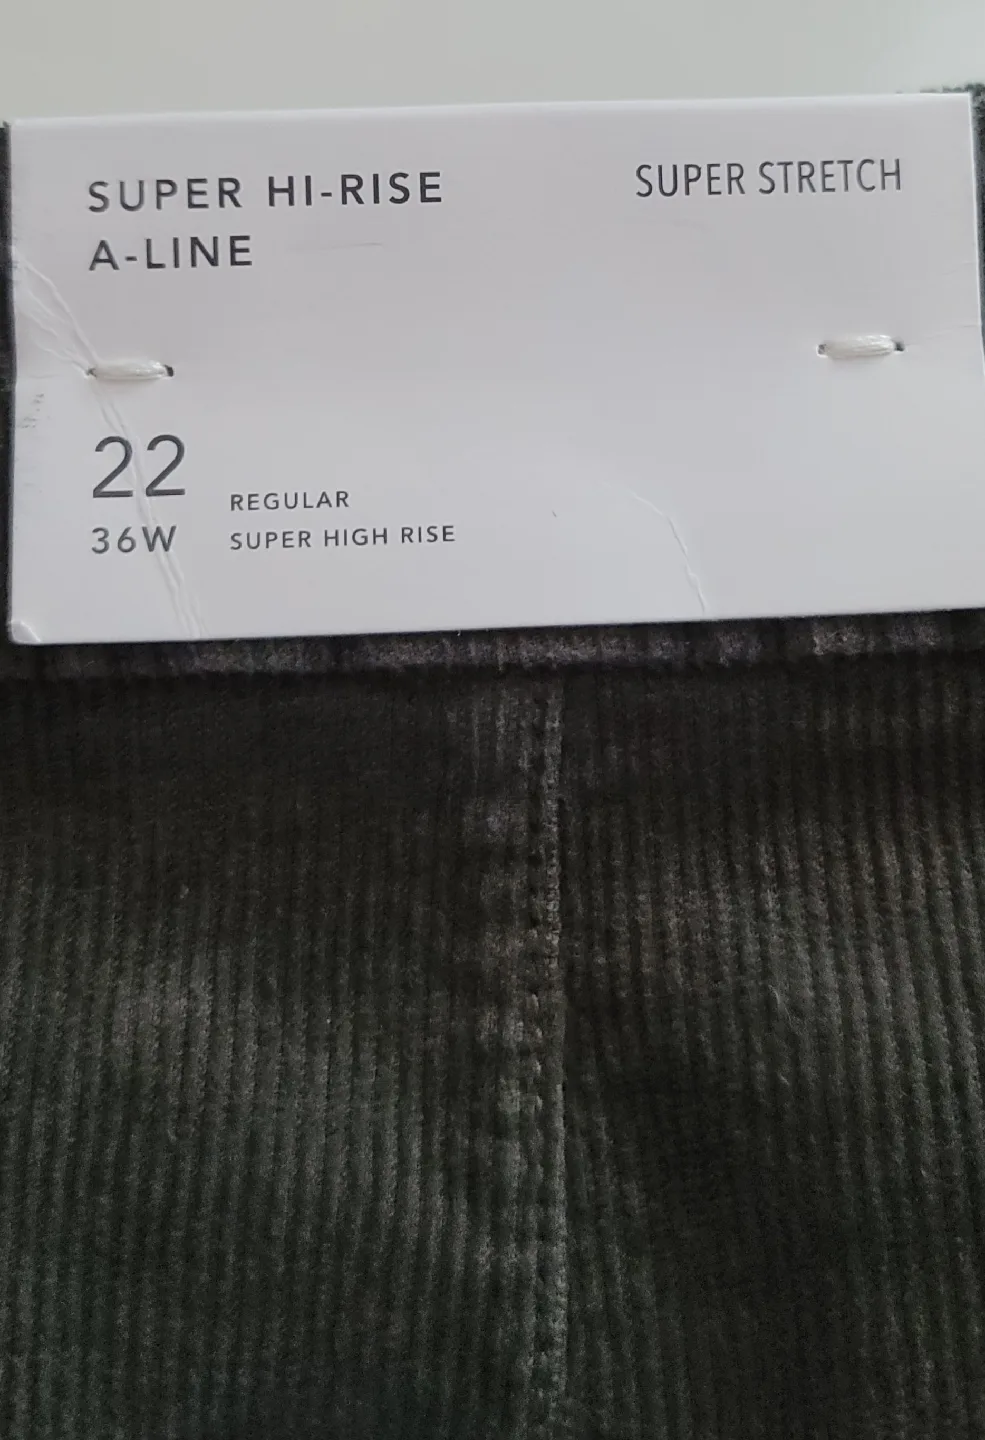 SUPER HI-RISE
A-LINE
SUPER STRETCH
22
REGULAR
36W
SUPER HIGH RISE